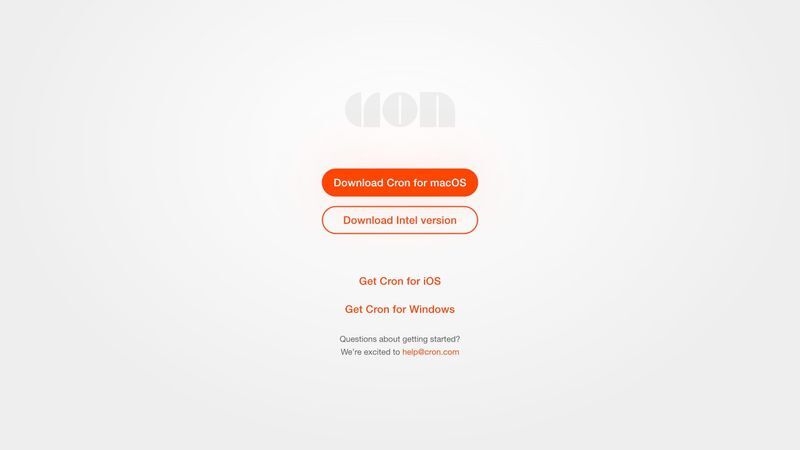 cron
Download Cron for macOS
Download Intel version
Get Cron for iOS
Get Cron for Windows
Questions about getting started?
We're excited to help@cron.com